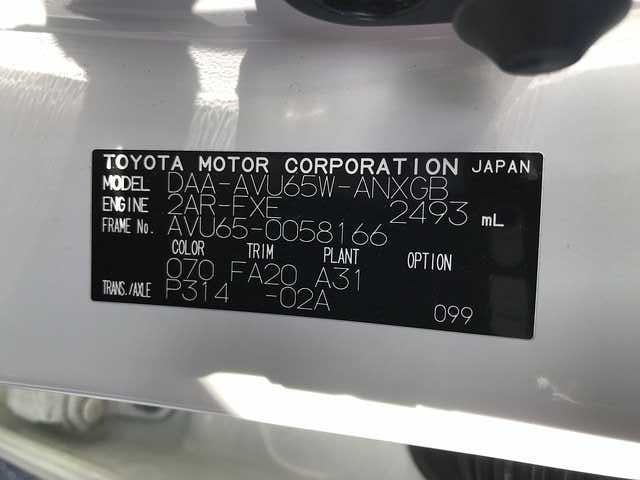 TOYOTA MOTOR CORPORATION JAPAN
MODEL DAA-AVU65W-ANXGB
ENGINE 2AR-FXE 2493 mL
FRAME No. AVU65-0058166
COLOR TRIM PLANT OPTION
070 FA20 A31
TRANS./AXLE P314 -02A
099